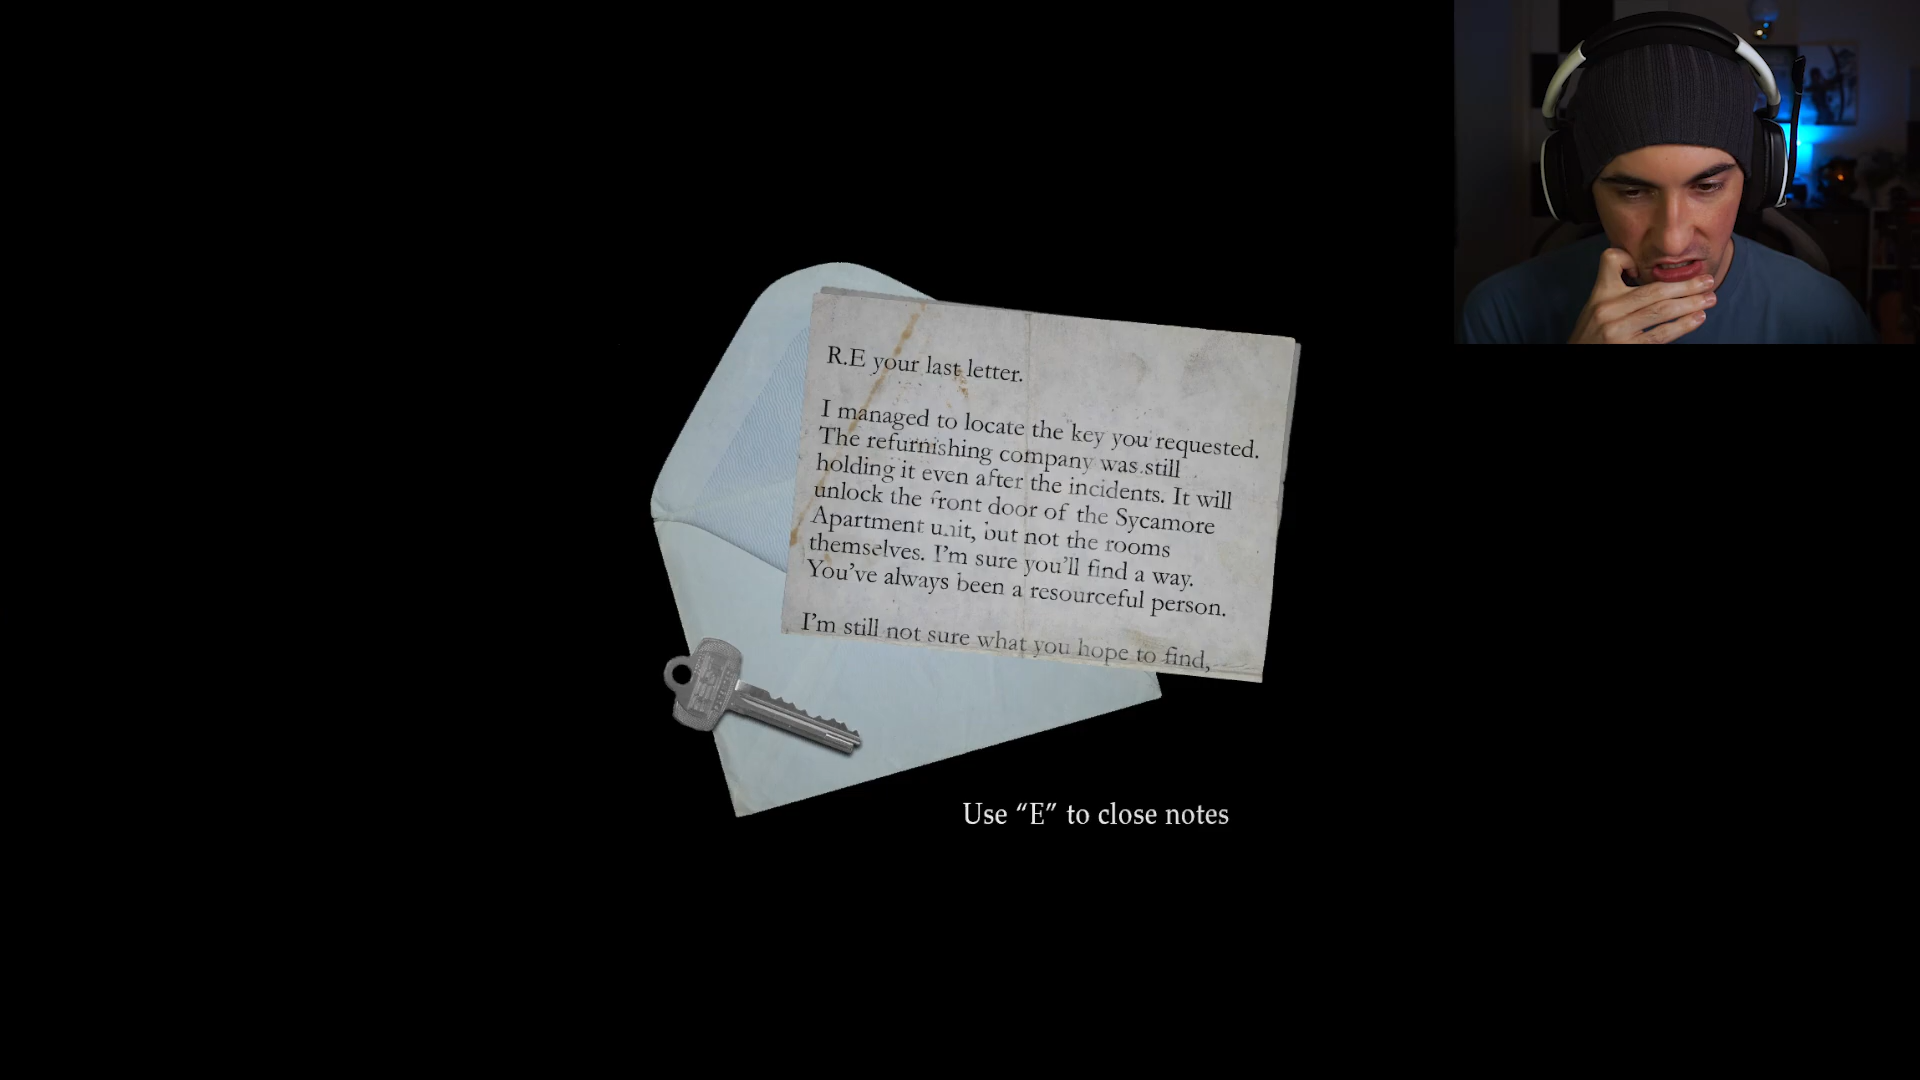 R.E your last letter.
I managed to locate the key you requested.
The refurnishing company was still
holding it even after the incidents. It will
unlock the front door of the Sycamore
Apartment unit, but not the rooms
themselves. I'm sure you'll find a way.
You've always been a resourceful person.
I'm still not sure what you hope to find,
Use “E” to close notes